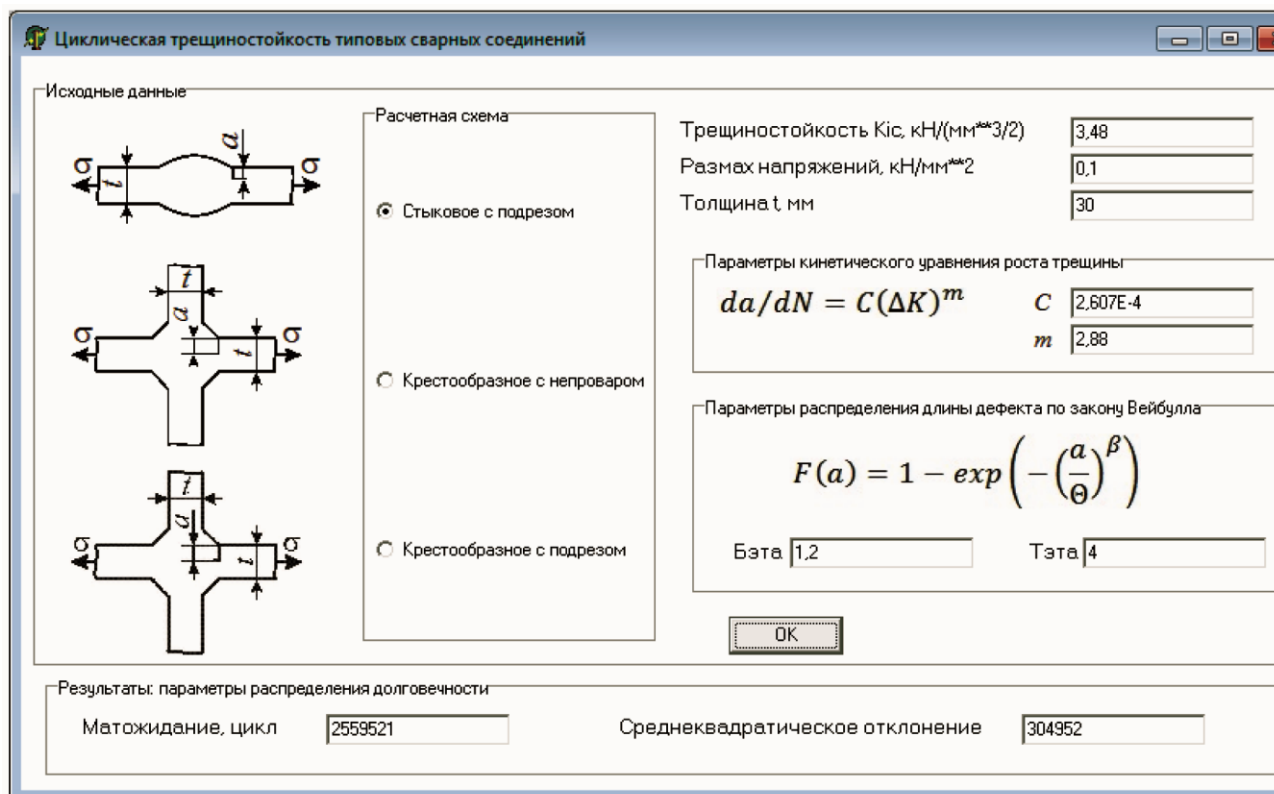 Циклическая трещиностойкость типовых сварных соединений
Исходные данные
a
σ t σ
t
a
σ t σ
t
a
σ t σ
Расчетная схема
Стыковое с подрезом
Крестообразное с непроваром
Крестообразное с подрезом
Трещиностойкость Kic, кН/(мм**3/2) 3,48
Размах напряжений, кН/мм**2 0,1
Толщина t, мм 30
Параметры кинетического уравнения роста трещины
da/dN = C(ΔK)^m C 2,607E-4
m 2,88
Параметры распределения длины дефекта по закону Вейбулла
F(a) = 1 − exp(−(a/Θ)^β)
Бэта 1,2 Тэта 4
OK
Результаты: параметры распределения долговечности
Матожидание, цикл 2559521 Среднеквадратическое отклонение 304952